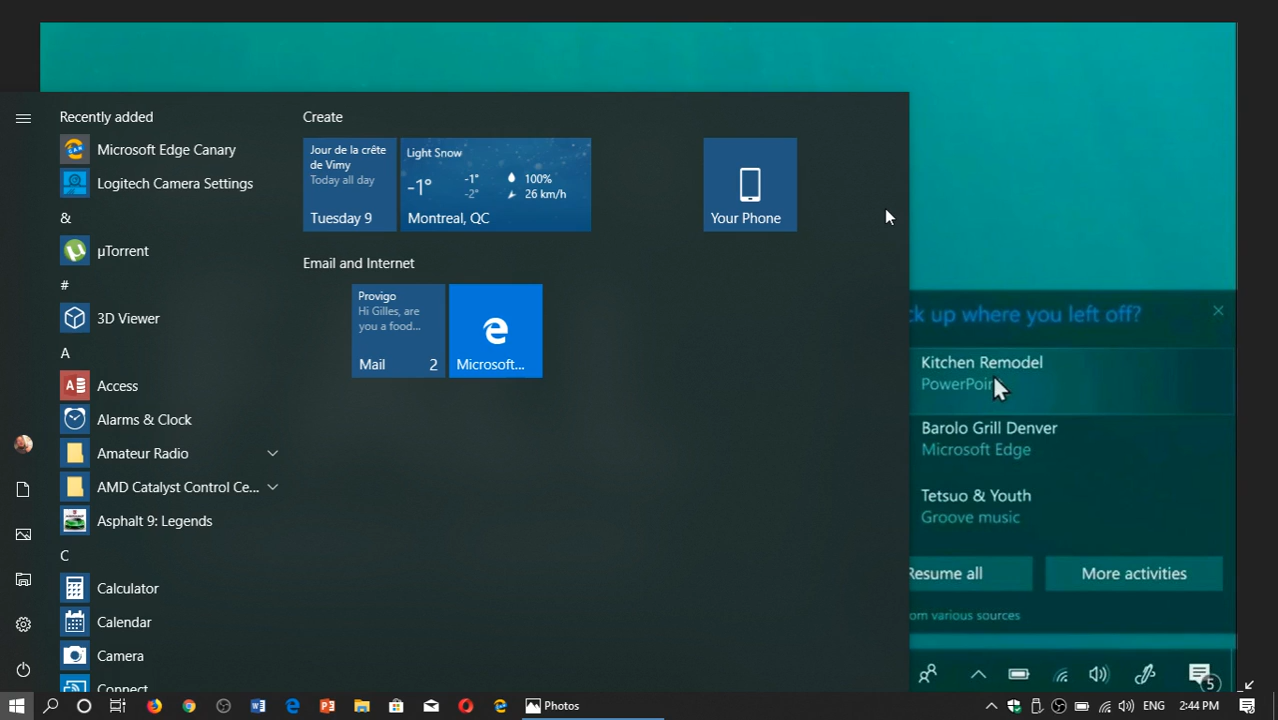 Recently added
Microsoft Edge Canary
Logitech Camera Settings
&
µTorrent
#
3D Viewer
A
Access
Alarms & Clock
Amateur Radio
AMD Catalyst Control Ce...
Asphalt 9: Legends
C
Calculator
Calendar
Camera
Connect
Create
Jour de la crête
de Vimy
Today all day
Tuesday 9
Light Snow
-1°
-1°
-2°
100%
26 km/h
Montreal, QC
Your Phone
Email and Internet
Provigo
Hi Gilles, are
you a food...
Mail 2
Microsoft...
ck up where you left off?
Kitchen Remodel
PowerPoin
Barolo Grill Denver
Microsoft Edge
Tetsuo & Youth
Groove music
Resume all
More activities
om various sources
5
Photos
ENG
2:44 PM